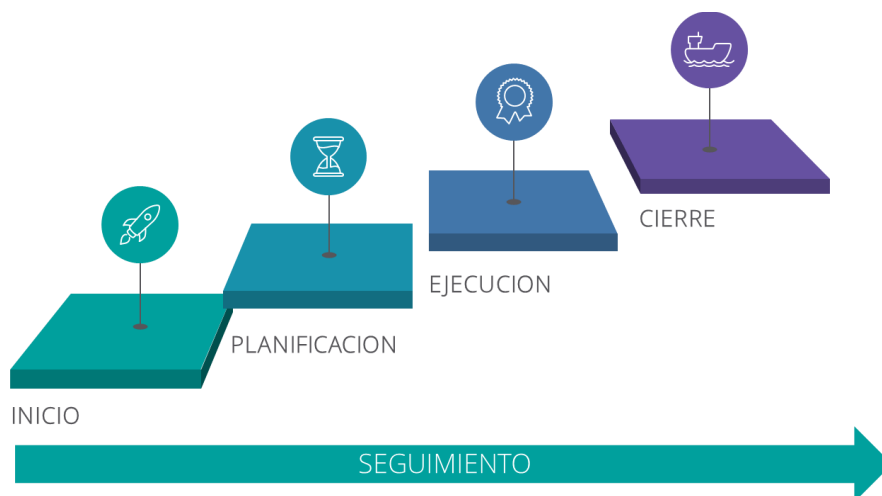 INICIO
PLANIFICACION
EJECUCION
CIERRE
SEGUIMIENTO